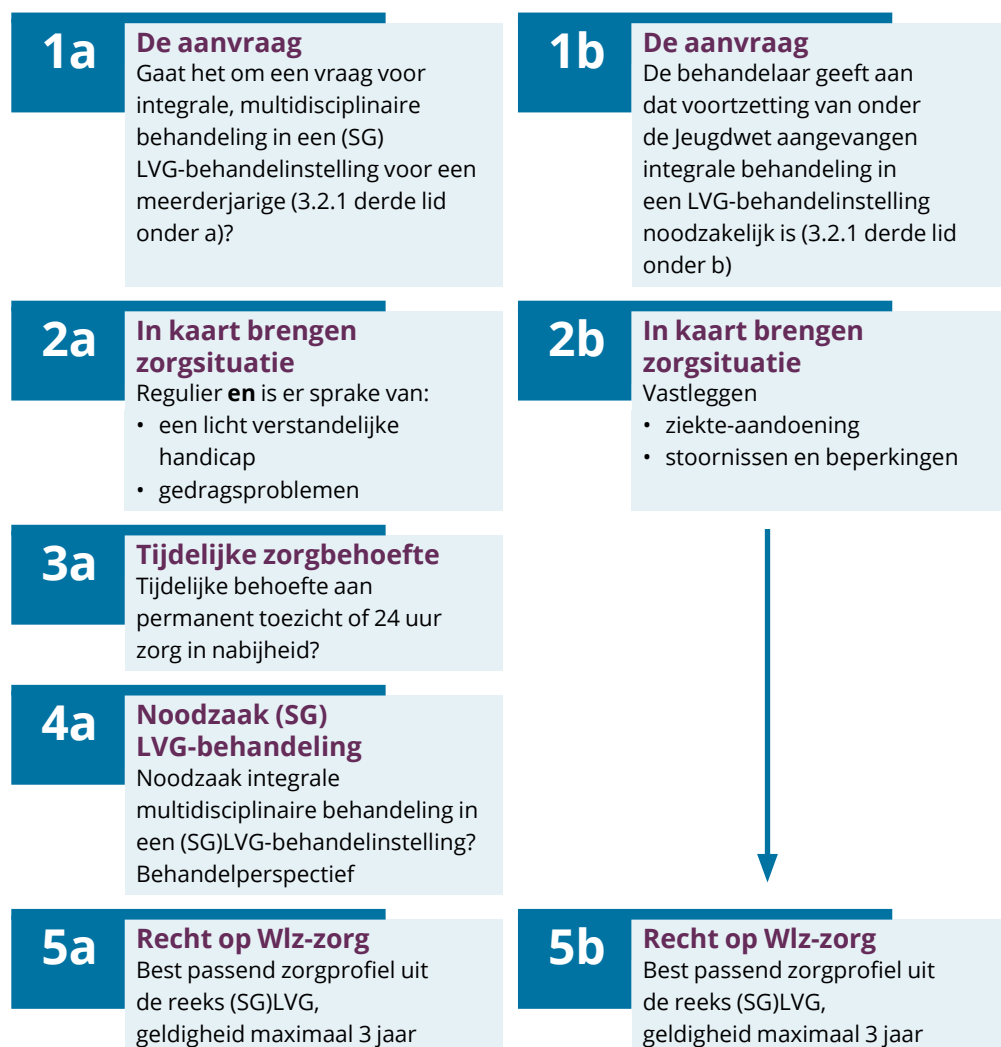 1a
De aanvraag
Gaat het om een vraag voor
integrale, multidisciplinaire
behandeling in een (SG)
LVG-behandelinstelling voor een
meerderjarige (3.2.1 derde lid
onder a)?
1b
De aanvraag
De behandelaar geeft aan
dat voortzetting van onder
de Jeugdwet aangevangen
integrale behandeling in
een LVG-behandelinstelling
noodzakelijk is (3.2.1 derde lid
onder b)
2a
In kaart brengen
zorgsituatie
Regulier en is er sprake van:
• een licht verstandelijke
handicap
• gedragsproblemen
2b
In kaart brengen
zorgsituatie
Vastleggen
• ziekte-aandoening
• stoornissen en beperkingen
3a
Tijdelijke zorgbehoefte
Tijdelijke behoefte aan
permanent toezicht of 24 uur
zorg in nabijheid?
4a
Noodzaak (SG)
LVG-behandeling
Noodzaak integrale
multidisciplinaire behandeling in
een (SG)LVG-behandelinstelling?
Behandelperspectief
5a
Recht op Wlz-zorg
Best passend zorgprofiel uit
de reeks (SG)LVG,
geldigheid maximaal 3 jaar
5b
Recht op Wlz-zorg
Best passend zorgprofiel uit
de reeks (SG)LVG,
geldigheid maximaal 3 jaar